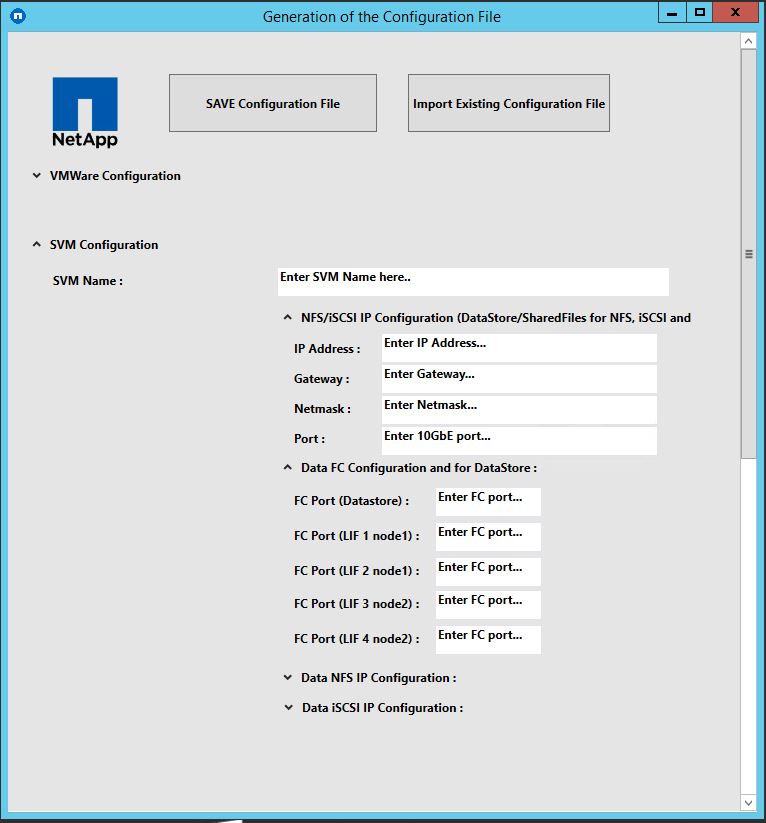 Generation of the Configuration File
SAVE Configuration File
Import Existing Configuration File
NetApp
VMWare Configuration
SVM Configuration
SVM Name : Enter SVM Name here..
NFS/iSCSI IP Configuration (DataStore/SharedFiles for NFS, iSCSI and
IP Address : Enter IP Address...
Gateway : Enter Gateway...
Netmask : Enter Netmask...
Port : Enter 10GbE port...
Data FC Configuration and for DataStore :
FC Port (Datastore) : Enter FC port...
FC Port (LIF 1 node1) : Enter FC port...
FC Port (LIF 2 node1) : Enter FC port...
FC Port (LIF 3 node2) : Enter FC port...
FC Port (LIF 4 node2) : Enter FC port...
Data NFS IP Configuration :
Data iSCSI IP Configuration :